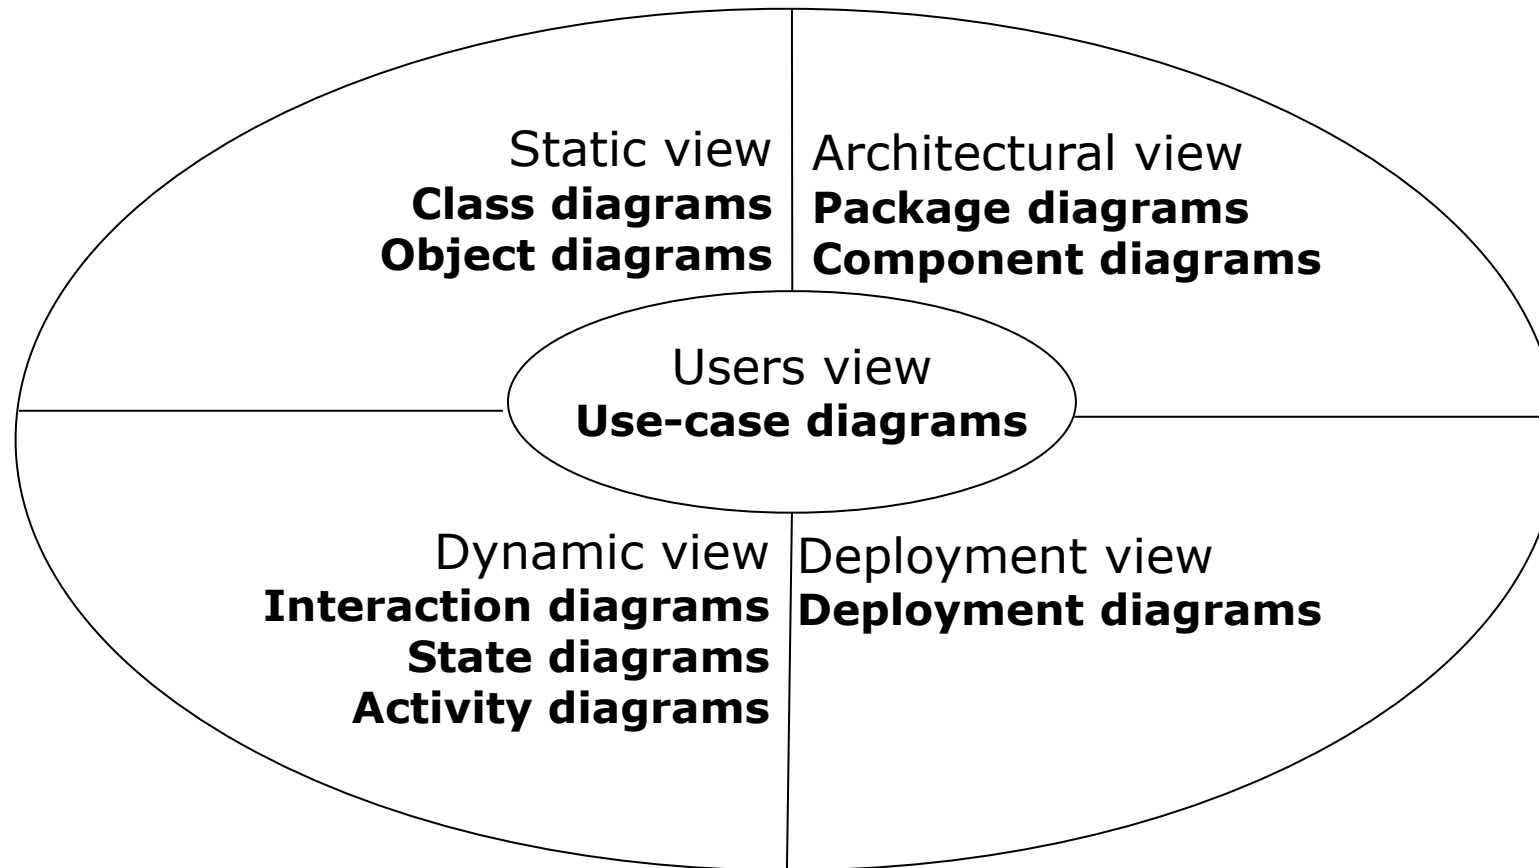 Static view
Class diagrams
Object diagrams
Architectural view
Package diagrams
Component diagrams
Users view
Use-case diagrams
Dynamic view
Interaction diagrams
State diagrams
Activity diagrams
Deployment view
Deployment diagrams